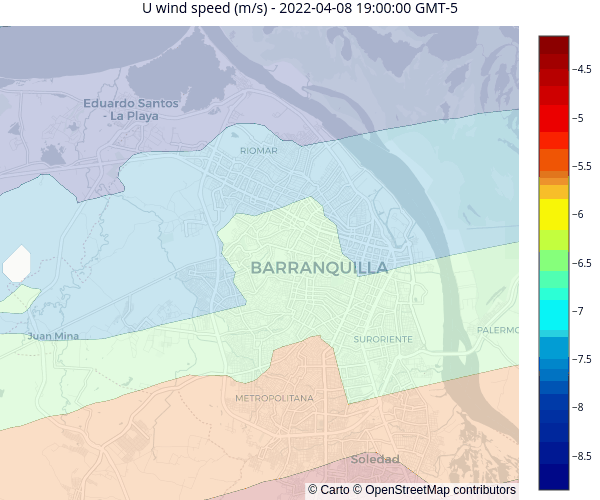 U wind speed (m/s) - 2022-04-08 19:00:00 GMT-5
Eduardo Santos
- La Playa
RIOMAR
BARRANQUILLA
Juan Mina
SURORIENTE
PALERMO
METROPOLITANA
Soledad
© Carto © OpenStreetMap contributors
−4.5
−5
−5.5
−6
−6.5
−7
−7.5
−8
−8.5